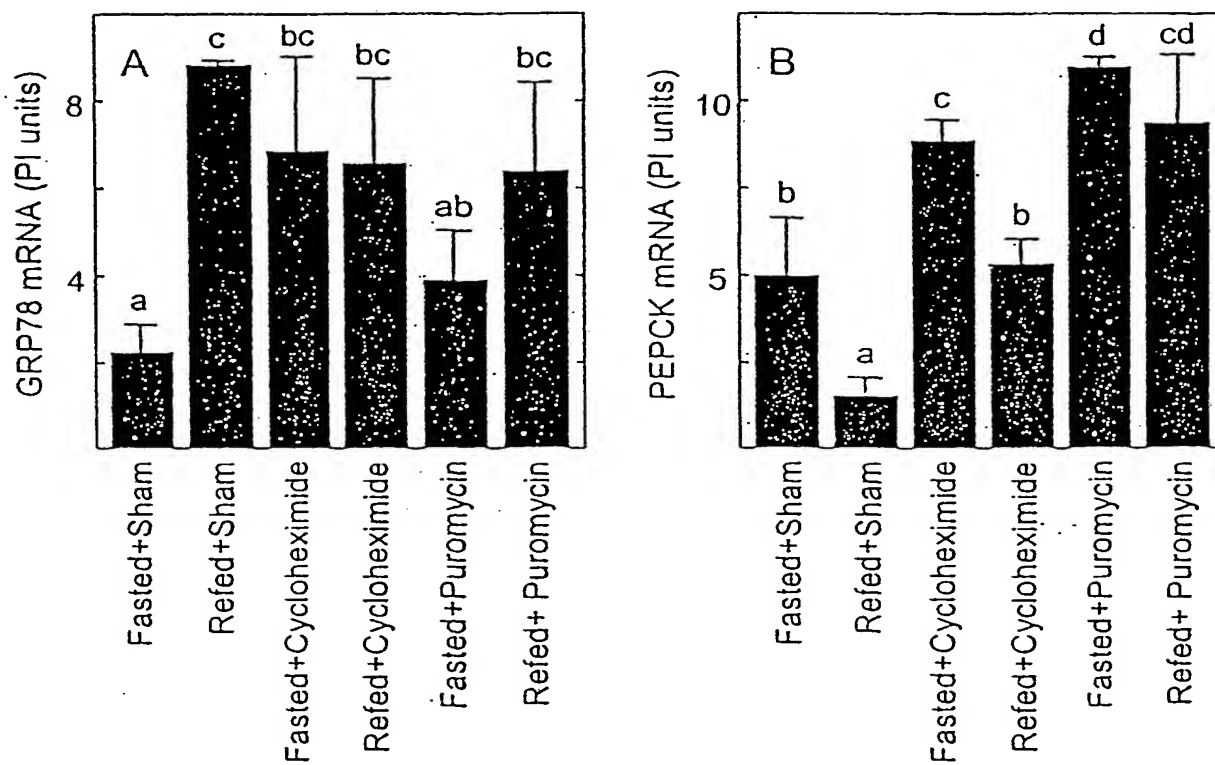 A
GRP78 mRNA (PI units)
8
4
a
c
bc
bc
ab
bc
Fasted+Sham
Refed+Sham
Fasted+Cycloheximide
Refed+Cycloheximide
Fasted+Puromycin
Refed+ Puromycin
B
PEPCK mRNA (PI units)
10
5
b
a
c
b
d
cd
Fasted+Sham
Refed+Sham
Fasted+Cycloheximide
Refed+Cycloheximide
Fasted+Puromycin
Refed+ Puromycin